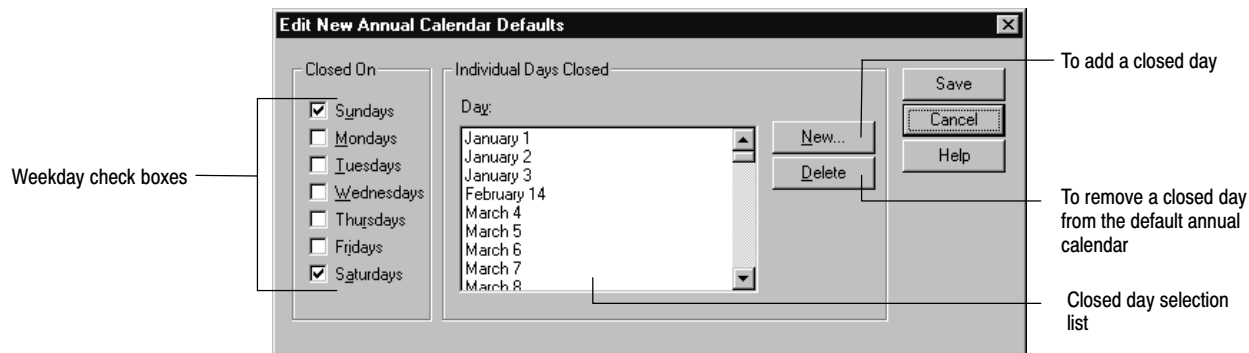 Edit New Annual Calendar Defaults
Closed On
Sundays
Mondays
Tuesdays
Wednesdays
Thursdays
Fridays
Saturdays
Individual Days Closed
Day:
January 1
January 2
January 3
February 14
March 4
March 5
March 6
March 7
March 8
New...
Delete
Save
Cancel
Help
Weekday check boxes
To add a closed day
To remove a closed day
from the default annual
calendar
Closed day selection
list